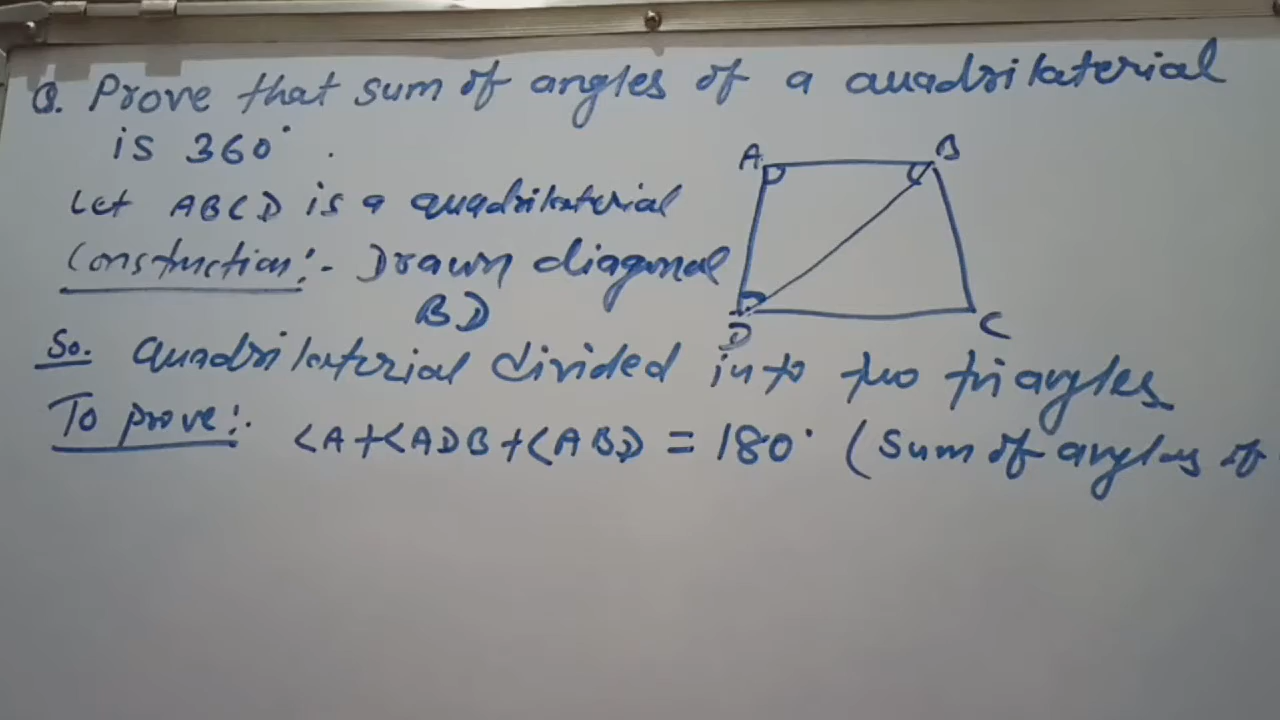 Q. Prove that sum of angles of a quadrilaterial
is 360° .
Let ABCD is a quadrilaterial
Construction:- Drawn diagonal
BD
So. quadrilaterial divided into two triangles
To prove:- <A+<ADB+<ABD = 180° (Sum of angles of
A
B
D
C